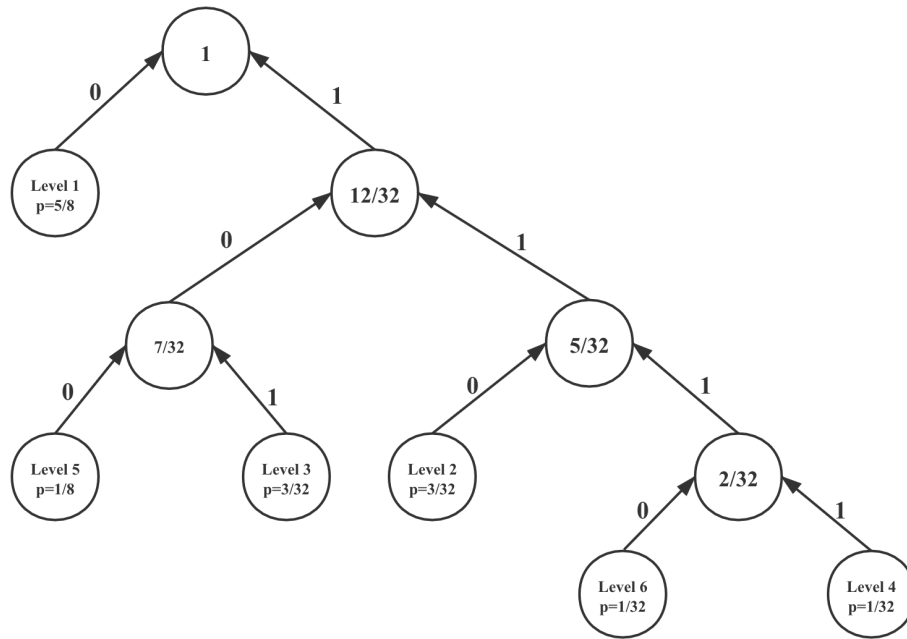 1
0
1
Level 1
p=5/8
12/32
0
1
7/32
5/32
0
1
0
1
Level 5
p=1/8
Level 3
p=3/32
Level 2
p=3/32
2/32
0
1
Level 6
p=1/32
Level 4
p=1/32